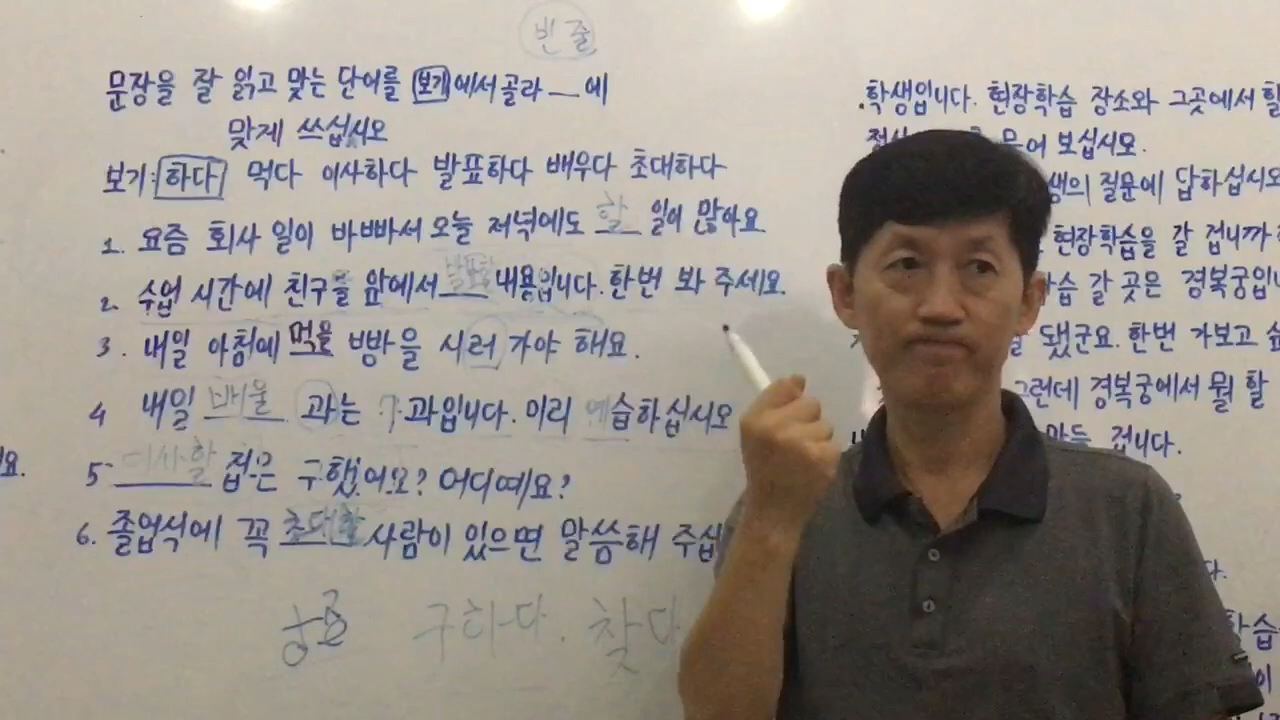 빈 줄
문장을 잘 읽고 맞는 단어를 보기에서 골라 __에
맞게 쓰십시오
보기: 하다 먹다 이사하다 발표하다 배우다 초대하다
1. 요즘 회사 일이 바빠서 오늘 저녁에도 할 일이 많아요
2. 수업 시간에 친구들 앞에서 발표할 내용입니다. 한번 봐 주세요.
3. 내일 아침에 먹을 빵을 사러 가야 해요.
4 내일 배울 과는 과입니다. 미리 예습하십시오
5 이사할 집은 구했어요? 어디예요?
6. 졸업식에 꼭 초대할 사람이 있으면 말씀해 주십
구하다. 찾다
요.
.학생입니다. 현장학습 장소와 그곳에서 할
보십시오.
질문에 답하십시오
현장학습을 갈 겁니까
갈 곳은 경복궁입
됐군요. 한번 가보고
그런데 경복궁에서 뭘 할
만들 겁니다.